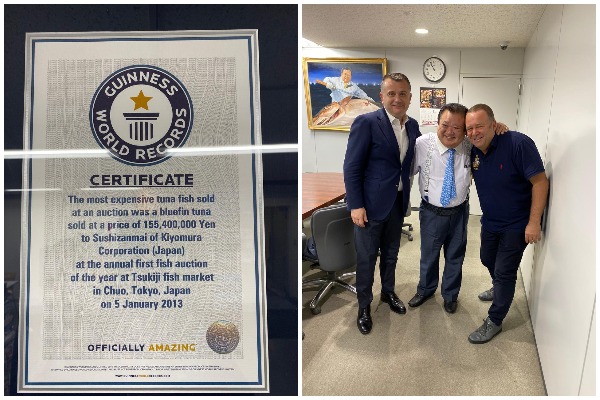 GUINNESS
WORLD RECORDS
CERTIFICATE
The most expensive tuna fish sold
at an auction was a bluefin tuna
sold at a price of 155,400,000 Yen
to Sushizanmai of Kiyomura
Corporation (Japan)
at the annual first fish auction
of the year at Tsukiji fish market
in Chuo, Tokyo, Japan
on 5 January 2013
OFFICIALLY AMAZING